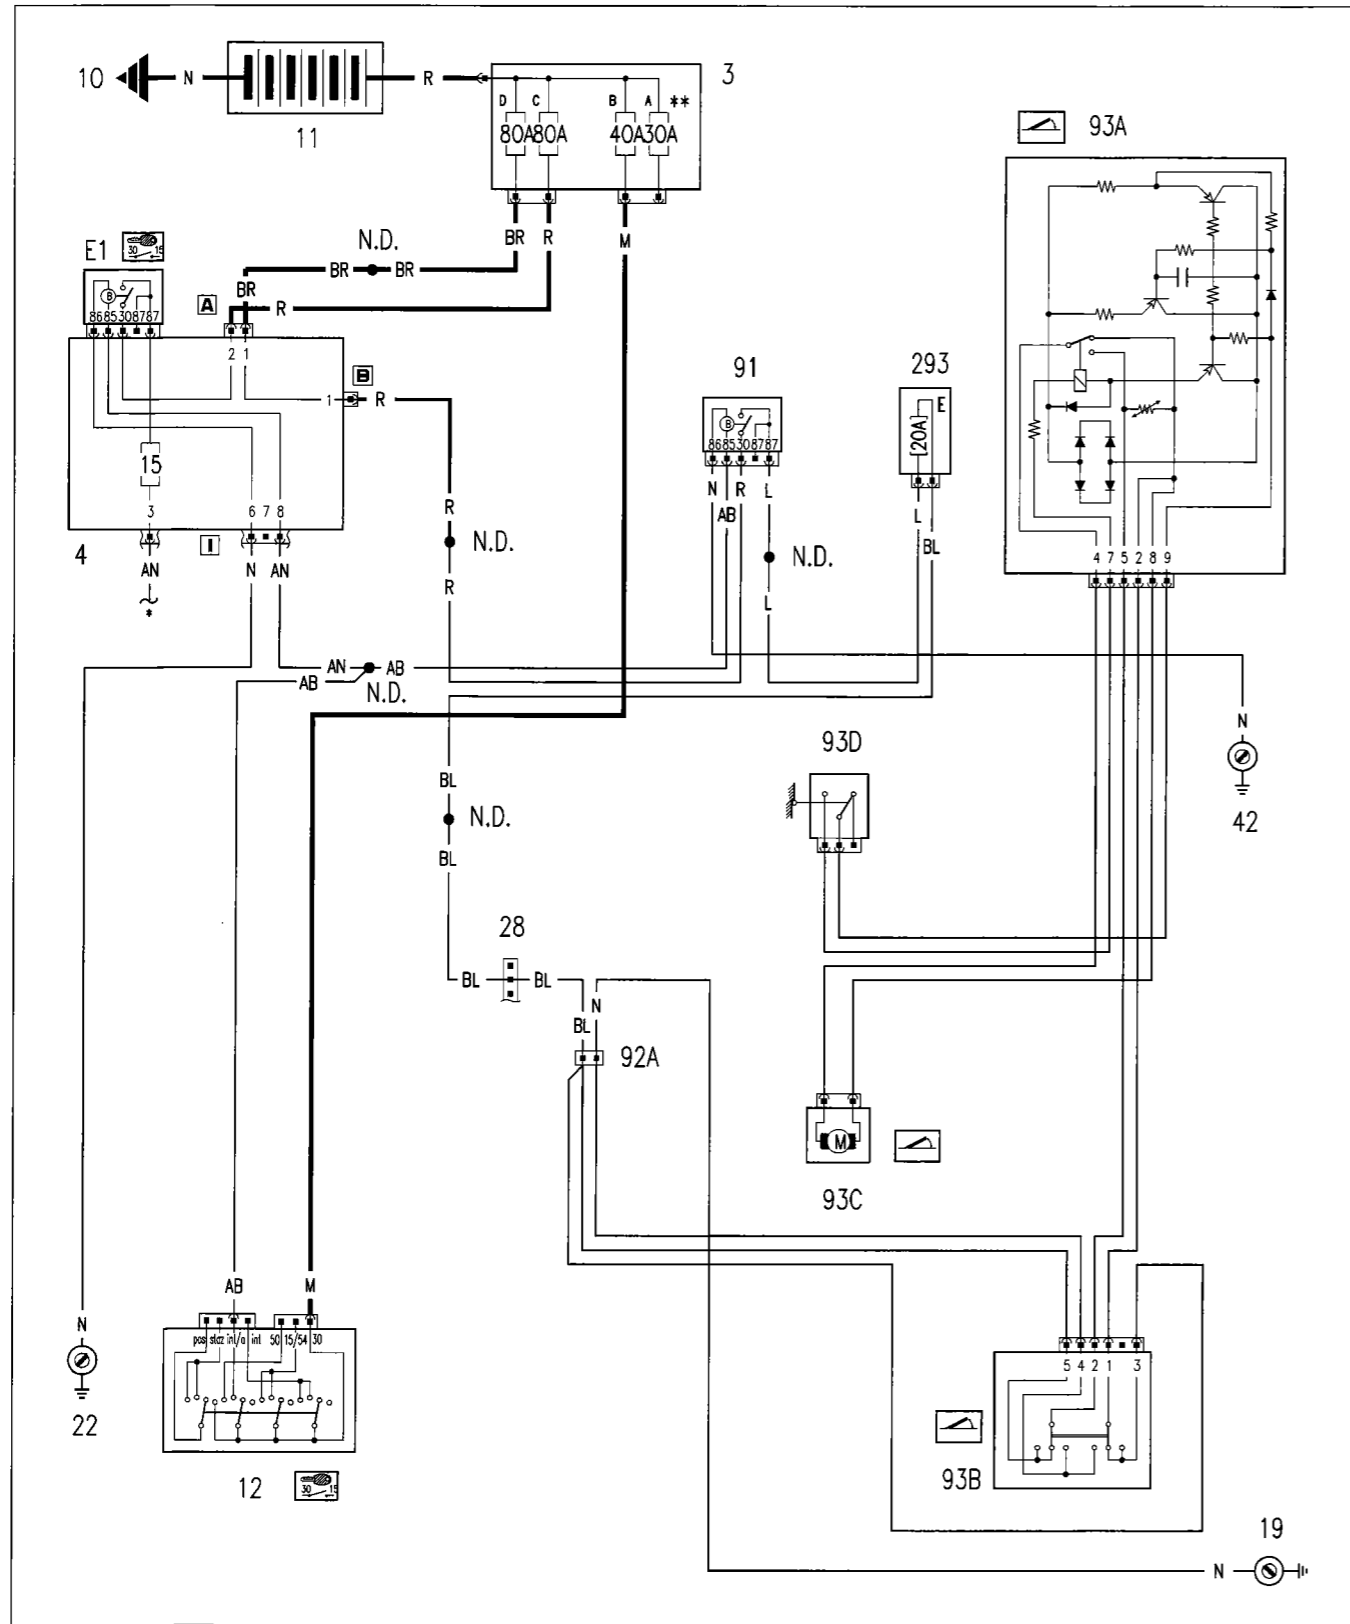 10
N
R
11
3
D
C
B
A
**
80A
80A
40A
30A
93A
BR
R
M
N.D.
BR
BR
E1
30
15
BR
A
R
B
86
85
30
87
87
2
1
B
1
R
15
3
6
7
8
4
I
AN
N
AN
*
R
N.D.
R
91
B
86
85
30
87
87
N
R
L
AB
N.D.
L
293
E
20A
L
BL
4
7
5
2
8
9
AN
AB
AB
N.D.
N
42
93D
BL
N.D.
BL
28
BL
BL
N
BL
92A
M
93C
AB
M
N
22
pos
staz
int/a
int
50
15/54
30
12
30
15
5
4
2
1
3
93B
19
N